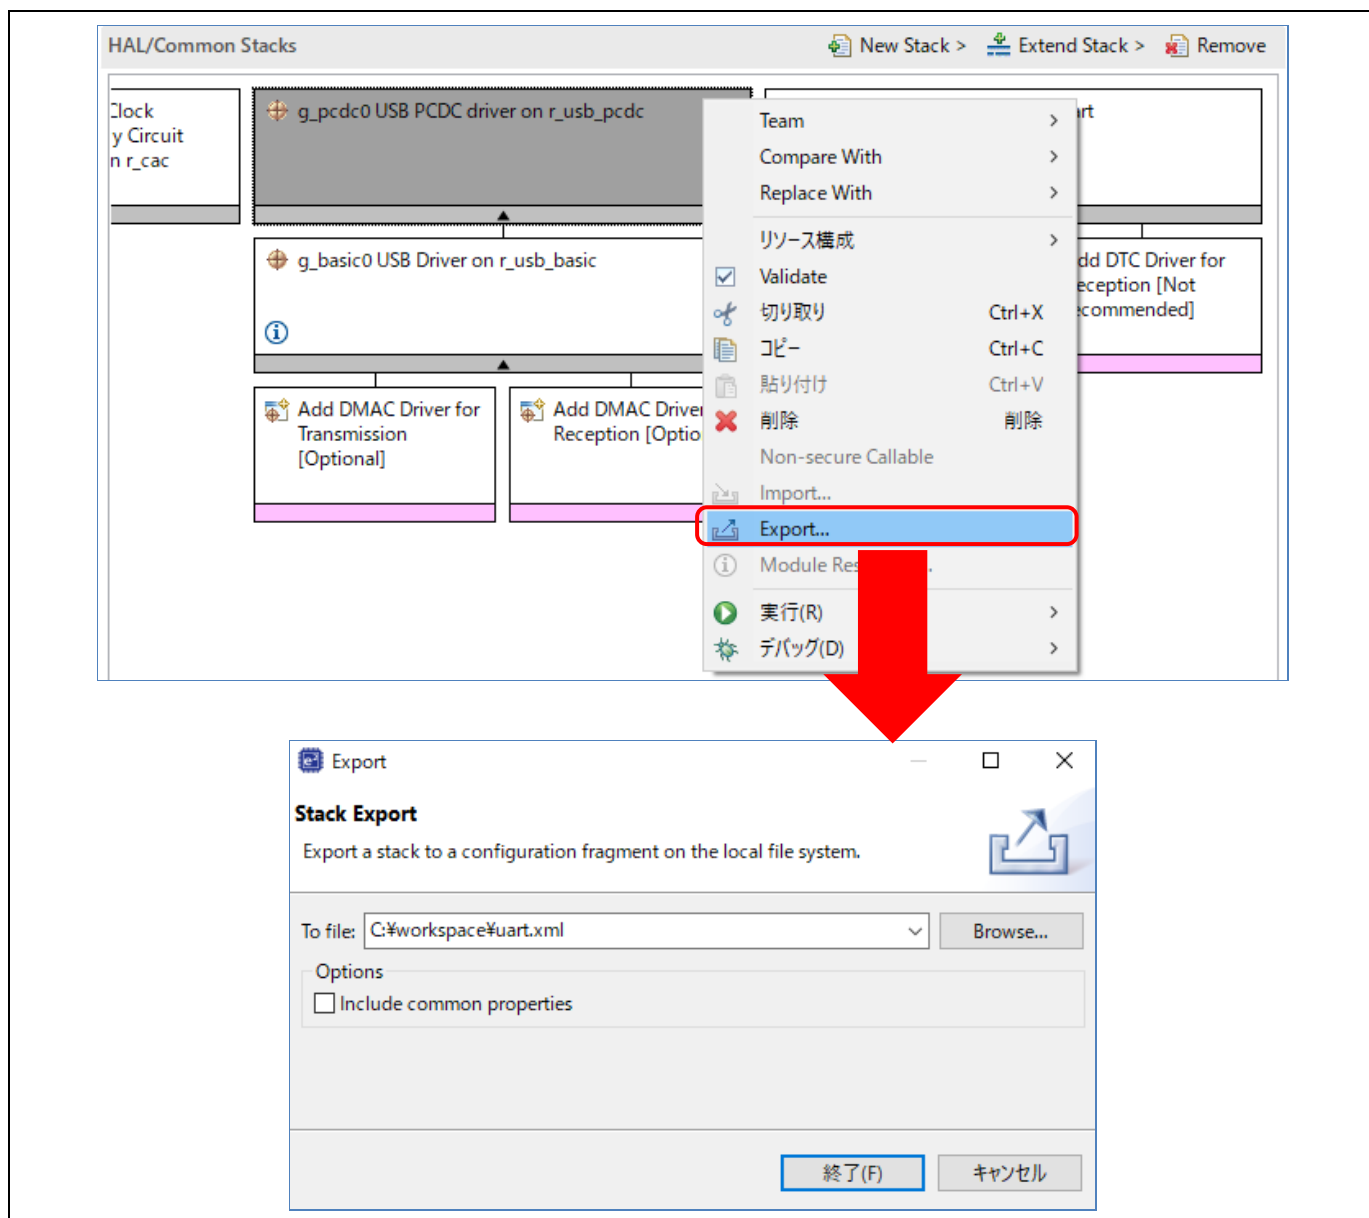 HAL/Common Stacks
New Stack >
Extend Stack >
Remove
Clock
y Circuit
n r_cac
g_pcdc0 USB PCDC driver on r_usb_pcdc
g_basic0 USB Driver on r_usb_basic
Add DMAC Driver for
Transmission
[Optional]
Add DMAC Driver
Reception [Optio
art
dd DTC Driver for
eception [Not
ecommended]
Team
Compare With
Replace With
リソース構成
Validate
切り取り Ctrl+X
コピー Ctrl+C
貼り付け Ctrl+V
削除 削除
Non-secure Callable
Import...
Export...
Module Res
実行(R)
デバッグ(D)
Export
Stack Export
Export a stack to a configuration fragment on the local file system.
To file: C:¥workspace¥uart.xml
Browse...
Options
Include common properties
終了(F)
キャンセル